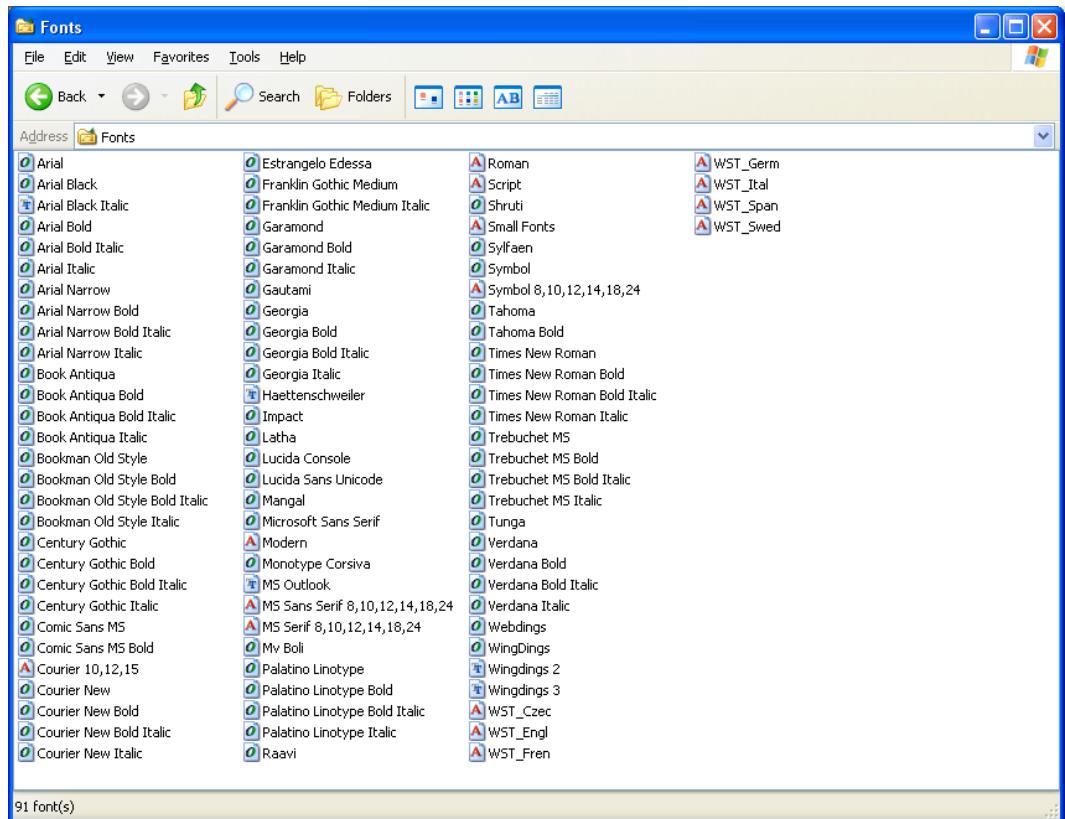 Fonts
File Edit View Favorites Tools Help
Back Search Folders AB
Address Fonts
Arial
Arial Black
Arial Black Italic
Arial Bold
Arial Bold Italic
Arial Italic
Arial Narrow
Arial Narrow Bold
Arial Narrow Bold Italic
Arial Narrow Italic
Book Antiqua
Book Antiqua Bold
Book Antiqua Bold Italic
Book Antiqua Italic
Bookman Old Style
Bookman Old Style Bold
Bookman Old Style Bold Italic
Bookman Old Style Italic
Century Gothic
Century Gothic Bold
Century Gothic Bold Italic
Century Gothic Italic
Comic Sans MS
Comic Sans MS Bold
Courier 10,12,15
Courier New
Courier New Bold
Courier New Bold Italic
Courier New Italic
Estrangelo Edessa
Franklin Gothic Medium
Franklin Gothic Medium Italic
Garamond
Garamond Bold
Garamond Italic
Gautami
Georgia
Georgia Bold
Georgia Bold Italic
Georgia Italic
Haettenschweiler
Impact
Latha
Lucida Console
Lucida Sans Unicode
Mangal
Microsoft Sans Serif
Modern
Monotype Corsiva
MS Outlook
MS Sans Serif 8,10,12,14,18,24
MS Serif 8,10,12,14,18,24
Mv Boli
Palatino Linotype
Palatino Linotype Bold
Palatino Linotype Bold Italic
Palatino Linotype Italic
Raavi
Roman
Script
Shruti
Small Fonts
Sylfaen
Symbol
Symbol 8,10,12,14,18,24
Tahoma
Tahoma Bold
Times New Roman
Times New Roman Bold
Times New Roman Bold Italic
Times New Roman Italic
Trebuchet MS
Trebuchet MS Bold
Trebuchet MS Bold Italic
Trebuchet MS Italic
Tunga
Verdana
Verdana Bold
Verdana Bold Italic
Verdana Italic
Webdings
WingDings
Wingdings 2
Wingdings 3
WST_Czec
WST_Engl
WST_Fren
WST_Germ
WST_Ital
WST_Span
WST_Swed
91 font(s)